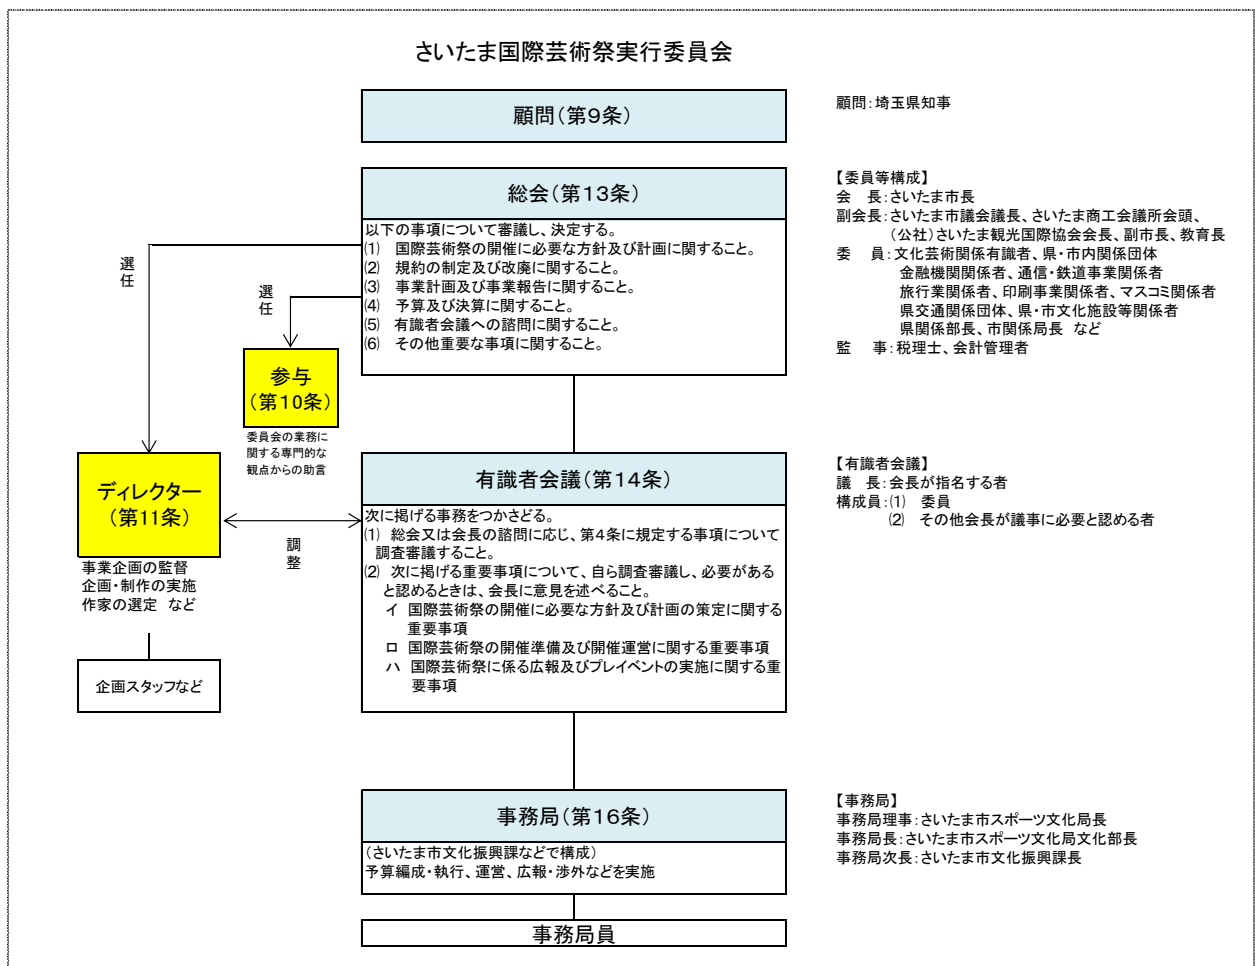 さいたま国際芸術祭実行委員会
顧問（第９条）
顧問：埼玉県知事
総会（第１３条）
以下の事項について審議し、決定する。
⑴　国際芸術祭の開催に必要な方針及び計画に関すること。
⑵　規約の制定及び改廃に関すること。
⑶　事業計画及び事業報告に関すること。
⑷　予算及び決算に関すること。
⑸　有識者会議への諮問に関すること。
⑹　その他重要な事項に関すること。
【委員等構成】
会　長：さいたま市長
副会長：さいたま市議会議長、さいたま商工会議所会頭、
（公社）さいたま観光国際協会会長、副市長、教育長
委　員：文化芸術関係有識者、県・市内関係団体
金融機関関係者、通信・鉄道事業関係者
旅行業関係者、印刷事業関係者、マスコミ関係者
県交通関係団体、県・市文化施設等関係者
県関係部長、市関係局長　など
監　事：税理士、会計管理者
選任
選任
参与
（第１０条）
委員会の業務に
関する専門的な
観点からの助言
ディレクター
（第１１条）
事業企画の監督
企画・制作の実施
作家の選定　など
企画スタッフなど
調整
有識者会議（第１４条）
次に掲げる事務をつかさどる。
⑴　総会又は会長の諮問に応じ、第４条に規定する事項について
調査審議すること。
⑵　次に掲げる重要事項について、自ら調査審議し、必要がある
と認めるときは、会長に意見を述べること。
イ　国際芸術祭の開催に必要な方針及び計画の策定に関する
重要事項
ロ　国際芸術祭の開催準備及び開催運営に関する重要事項
ハ　国際芸術祭に係る広報及びプレイベントの実施に関する重
要事項
【有識者会議】
議　長：会長が指名する者
構成員：⑴　委員
⑵　その他会長が議事に必要と認める者
事務局（第１６条）
（さいたま市文化振興課などで構成）
予算編成・執行、運営、広報・渉外などを実施
【事務局】
事務局理事：さいたま市スポーツ文化局長
事務局長：さいたま市スポーツ文化局文化部長
事務局次長：さいたま市文化振興課長
事務局員